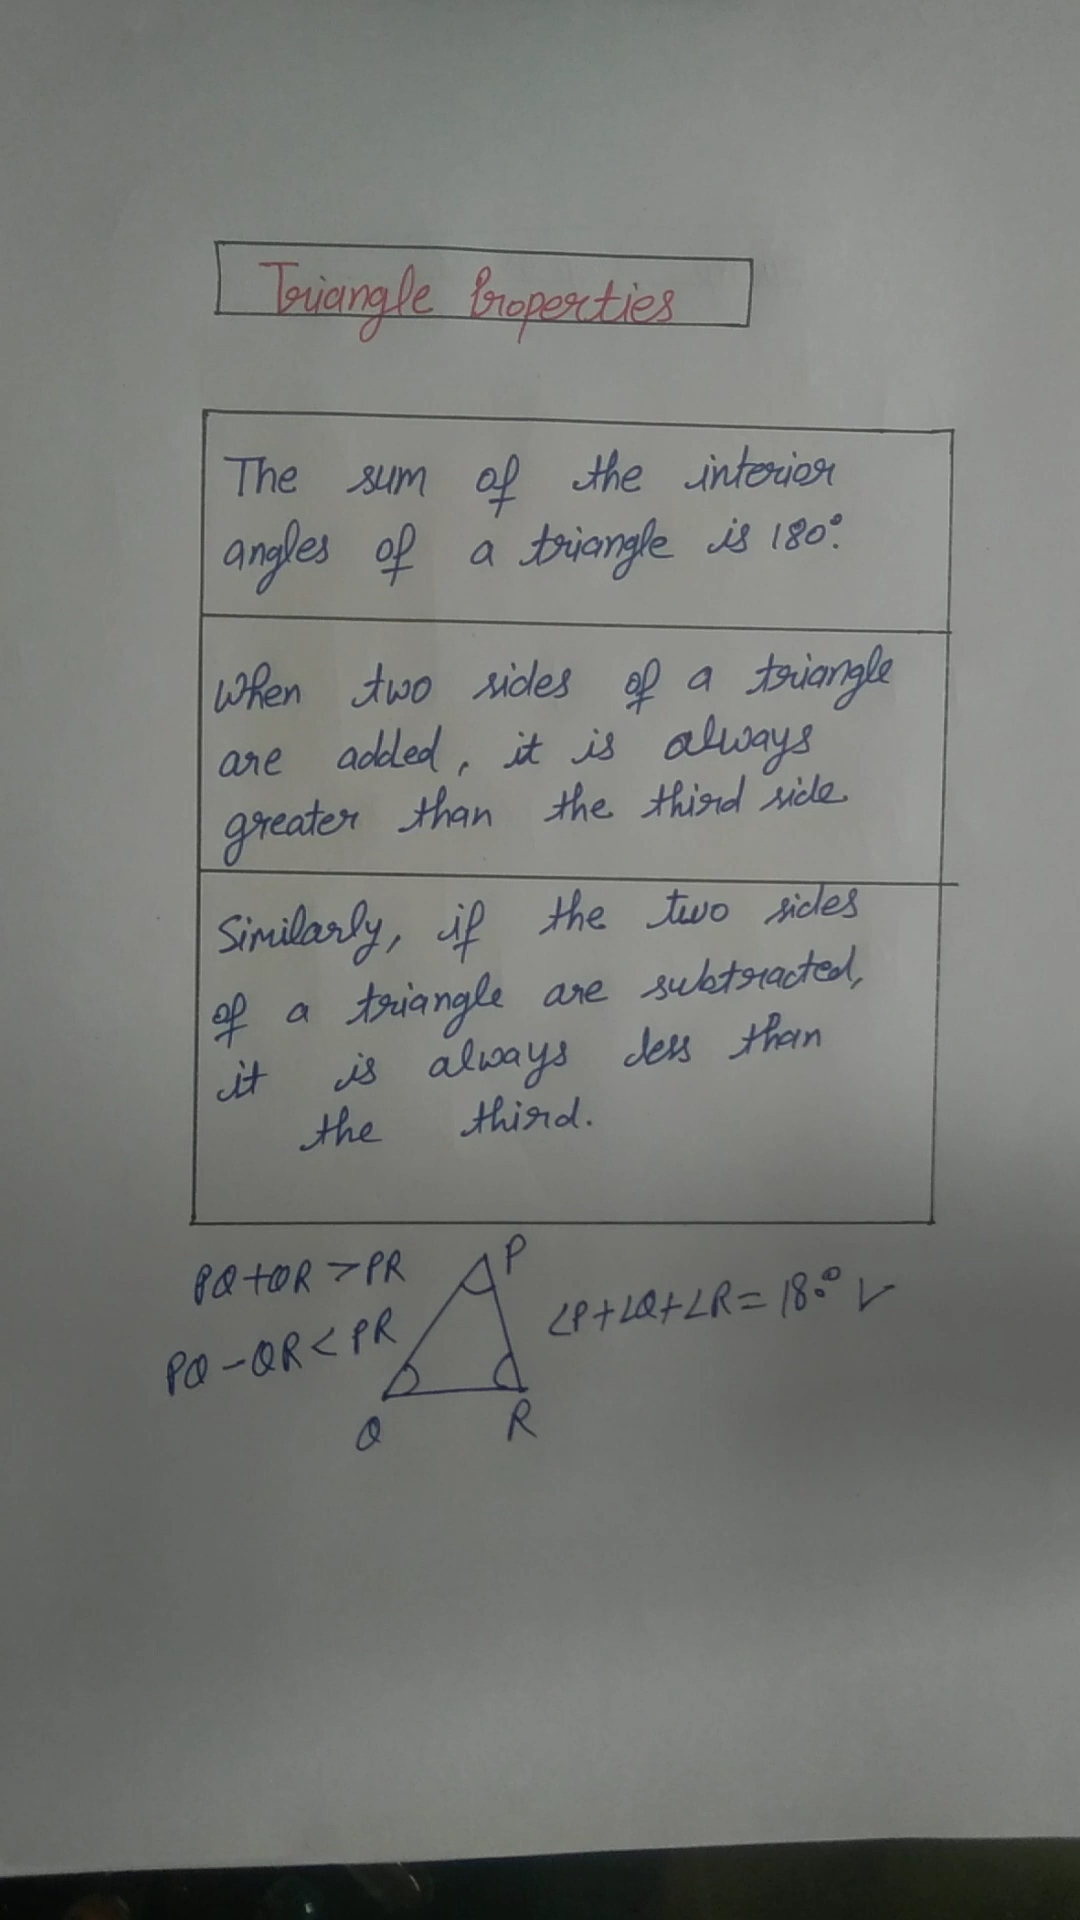 Triangle Properties
The sum of the interior
angles of a triangle is 180°.
When two sides of a triangle
are added, it is always
greater than the third side
Similarly, if the two sides
of a triangle are subtracted,
it is always less than
the third.
PQ+QR >PR
PQ-QR< PR
P
Q
R
∠P+∠Q+∠R= 180° ✓